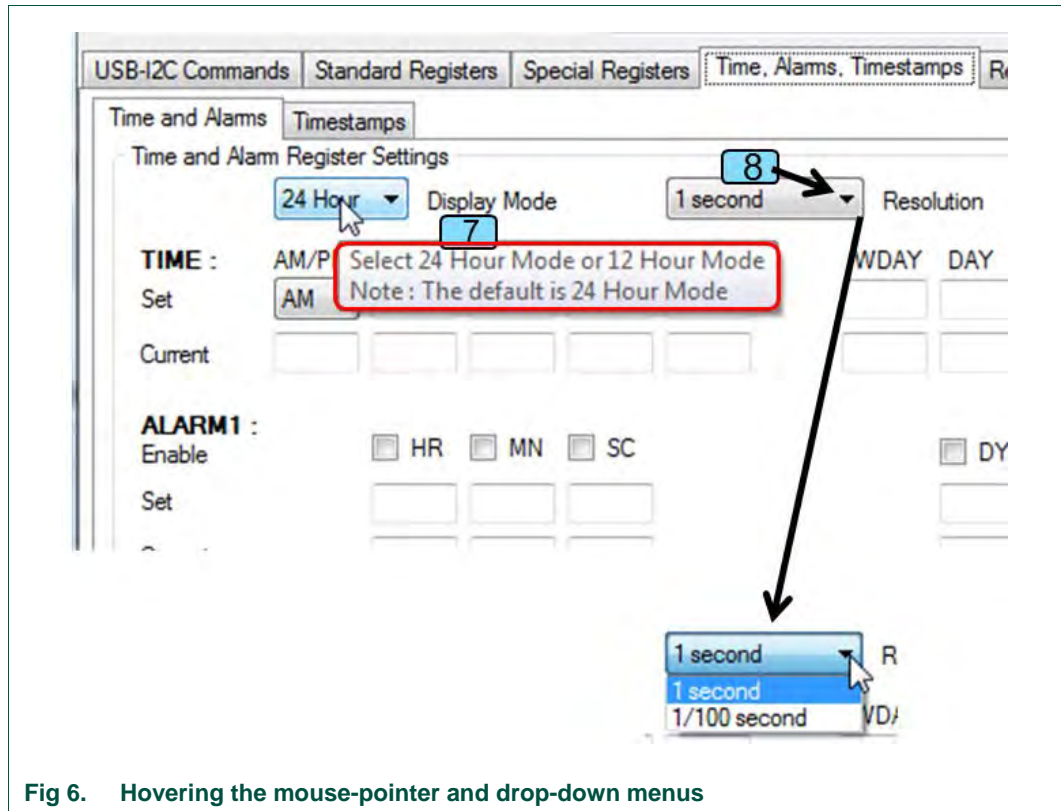 USB-I2C Commands Standard Registers Special Registers Time, Alarms, Timestamps
Time and Alarms Timestamps
Time and Alarm Register Settings
8
24 Hour Display Mode 1 second Resolution
7
TIME : AM/P Select 24 Hour Mode or 12 Hour Mode WDAY DAY
Set AM Note : The default is 24 Hour Mode
Current
ALARM1 :
Enable HR MN SC DY
Set
1 second R
1 second
1/100 second
Fig 6. Hovering the mouse-pointer and drop-down menus